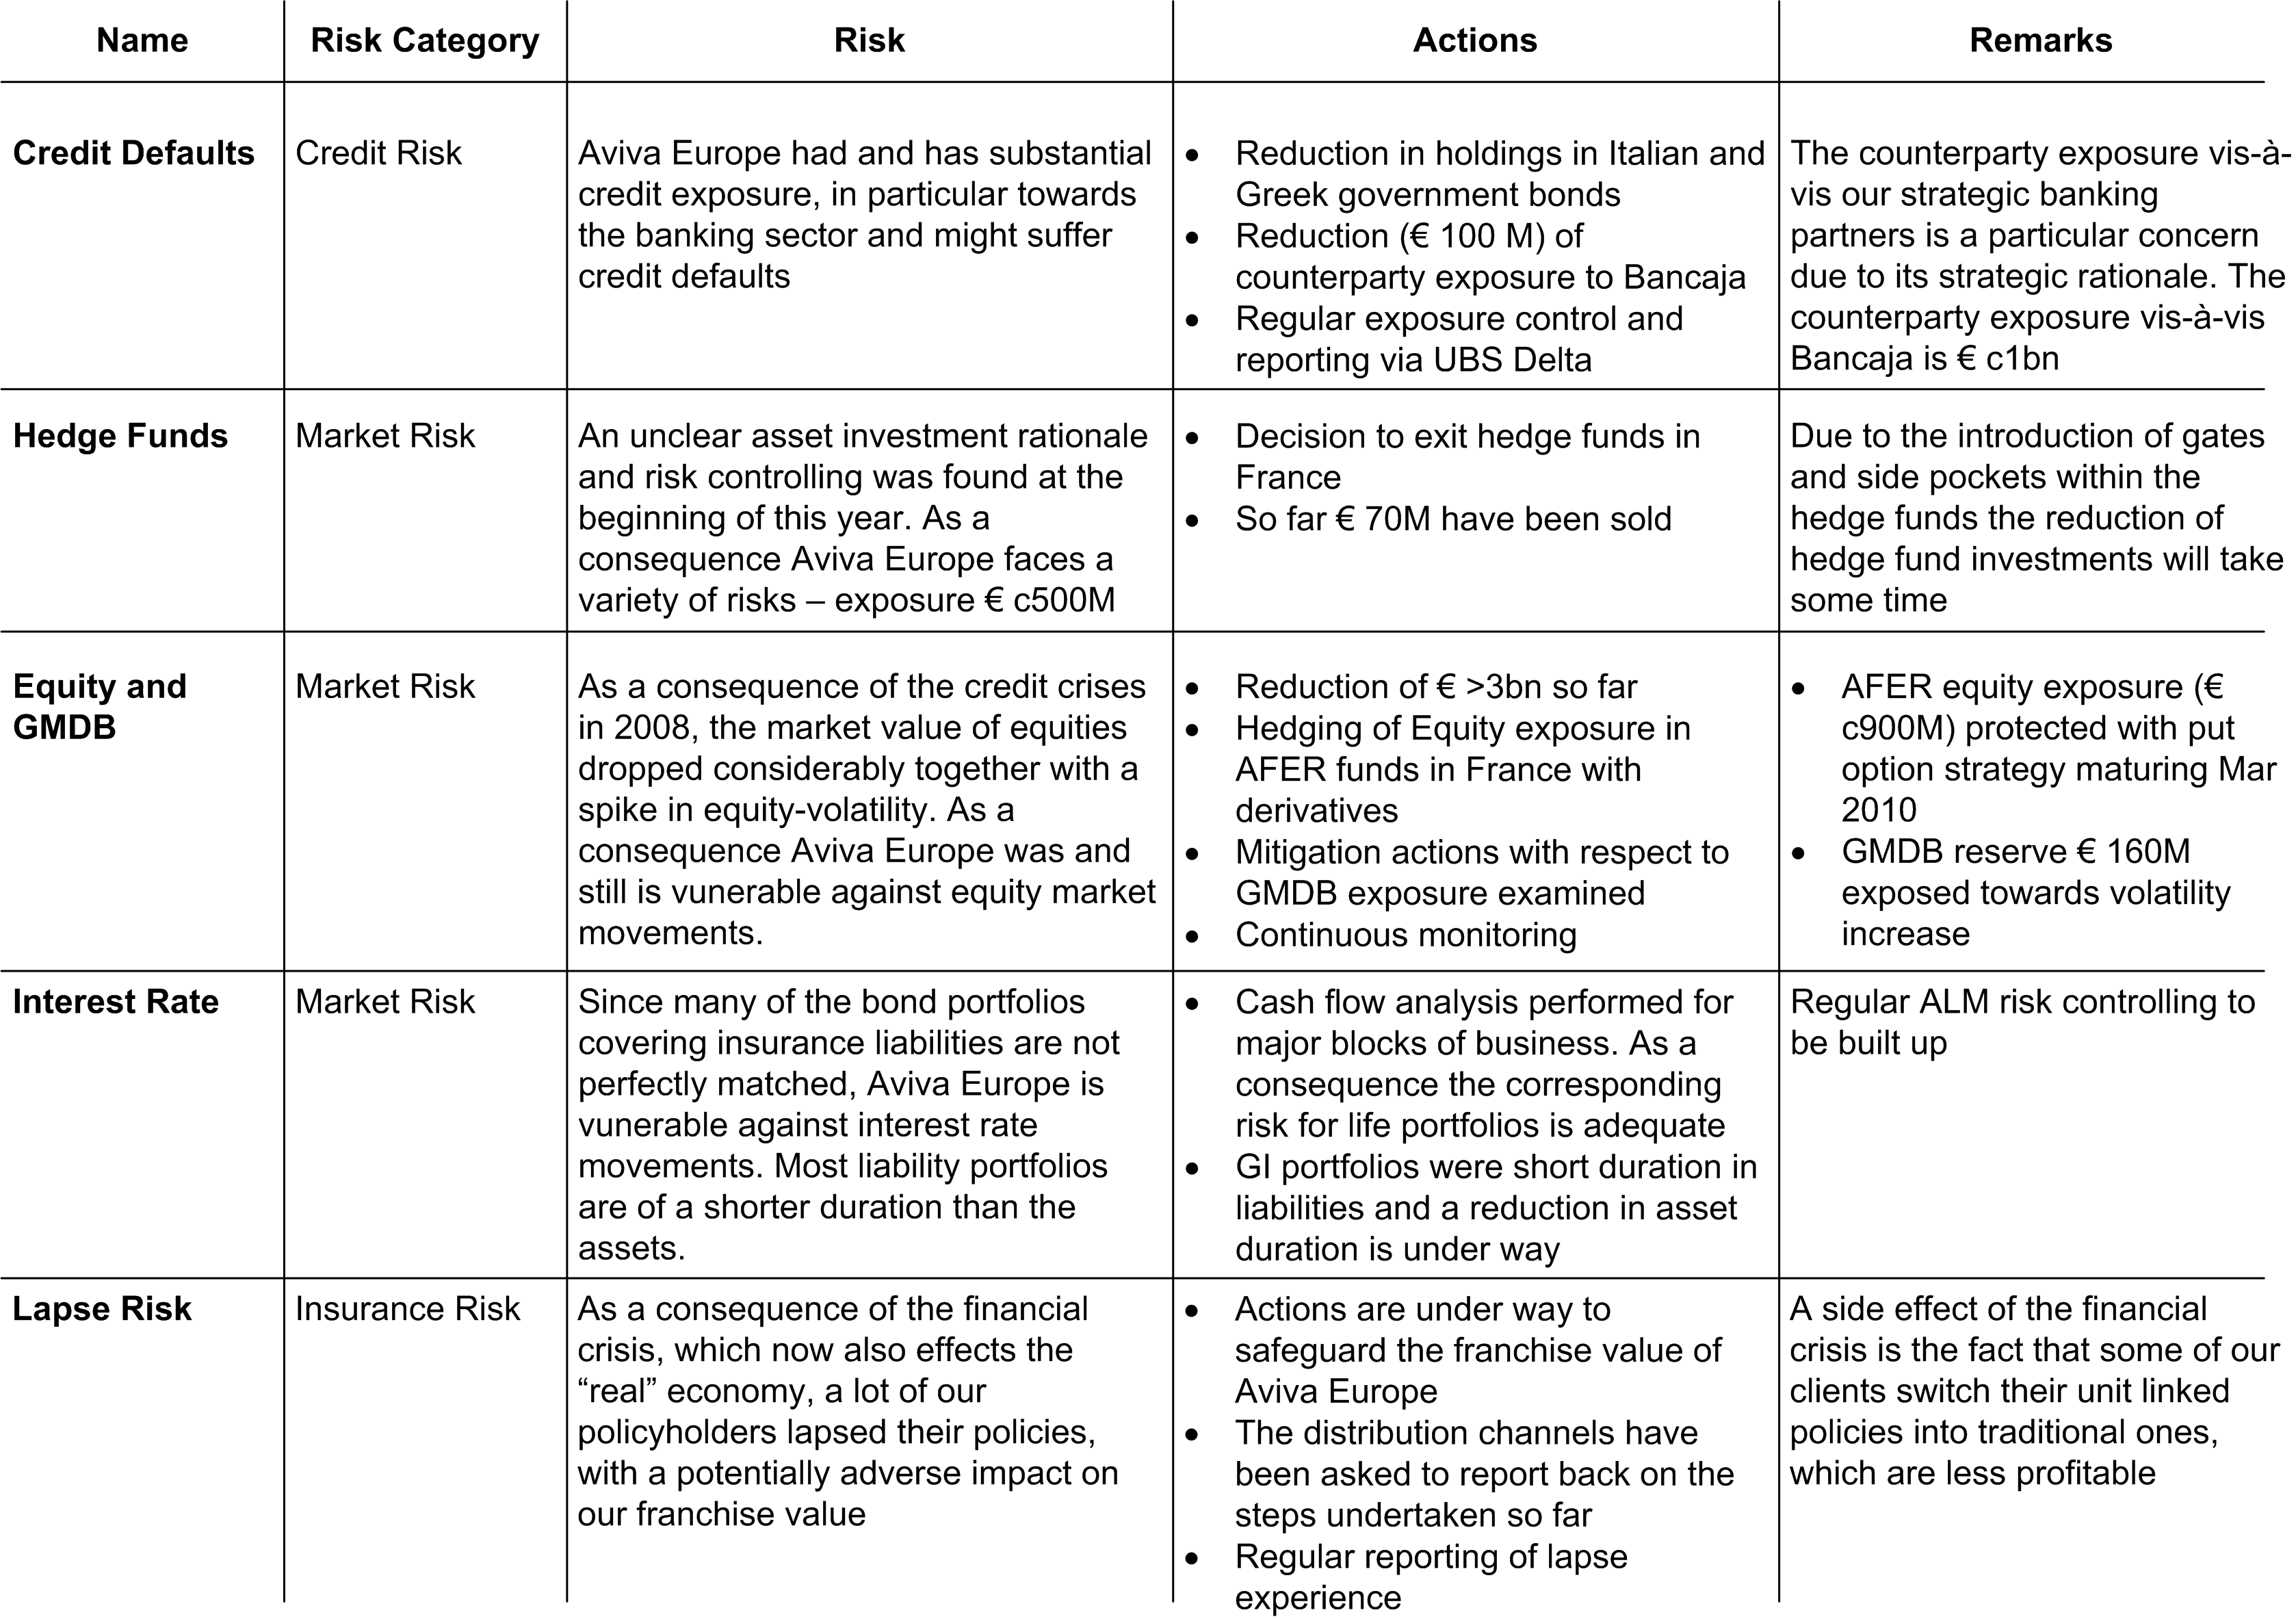 Name
Risk Category
Risk
Actions
Remarks
Credit Defaults
Credit Risk
Aviva Europe had and has substantial
credit exposure, in particular towards
the banking sector and might suffer
credit defaults
• Reduction in holdings in Italian and
Greek government bonds
• Reduction (€ 100 M) of
counterparty exposure to Bancaja
• Regular exposure control and
reporting via UBS Delta
The counterparty exposure vis-à-
vis our strategic banking
partners is a particular concern
due to its strategic rationale. The
counterparty exposure vis-à-vis
Bancaja is € c1bn
Hedge Funds
Market Risk
An unclear asset investment rationale
and risk controlling was found at the
beginning of this year. As a
consequence Aviva Europe faces a
variety of risks – exposure € c500M
• Decision to exit hedge funds in
France
• So far € 70M have been sold
Due to the introduction of gates
and side pockets within the
hedge funds the reduction of
hedge fund investments will take
some time
Equity and
GMDB
Market Risk
As a consequence of the credit crises
in 2008, the market value of equities
dropped considerably together with a
spike in equity-volatility. As a
consequence Aviva Europe was and
still is vunerable against equity market
movements.
• Reduction of € >3bn so far
• Hedging of Equity exposure in
AFER funds in France with
derivatives
• Mitigation actions with respect to
GMDB exposure examined
• Continuous monitoring
• AFER equity exposure (€
c900M) protected with put
option strategy maturing Mar
2010
• GMDB reserve € 160M
exposed towards volatility
increase
Interest Rate
Market Risk
Since many of the bond portfolios
covering insurance liabilities are not
perfectly matched, Aviva Europe is
vunerable against interest rate
movements. Most liability portfolios
are of a shorter duration than the
assets.
• Cash flow analysis performed for
major blocks of business. As a
consequence the corresponding
risk for life portfolios is adequate
• GI portfolios were short duration in
liabilities and a reduction in asset
duration is under way
Regular ALM risk controlling to
be built up
Lapse Risk
Insurance Risk
As a consequence of the financial
crisis, which now also effects the
“real” economy, a lot of our
policyholders lapsed their policies,
with a potentially adverse impact on
our franchise value
• Actions are under way to
safeguard the franchise value of
Aviva Europe
• The distribution channels have
been asked to report back on the
steps undertaken so far
• Regular reporting of lapse
experience
A side effect of the financial
crisis is the fact that some of our
clients switch their unit linked
policies into traditional ones,
which are less profitable